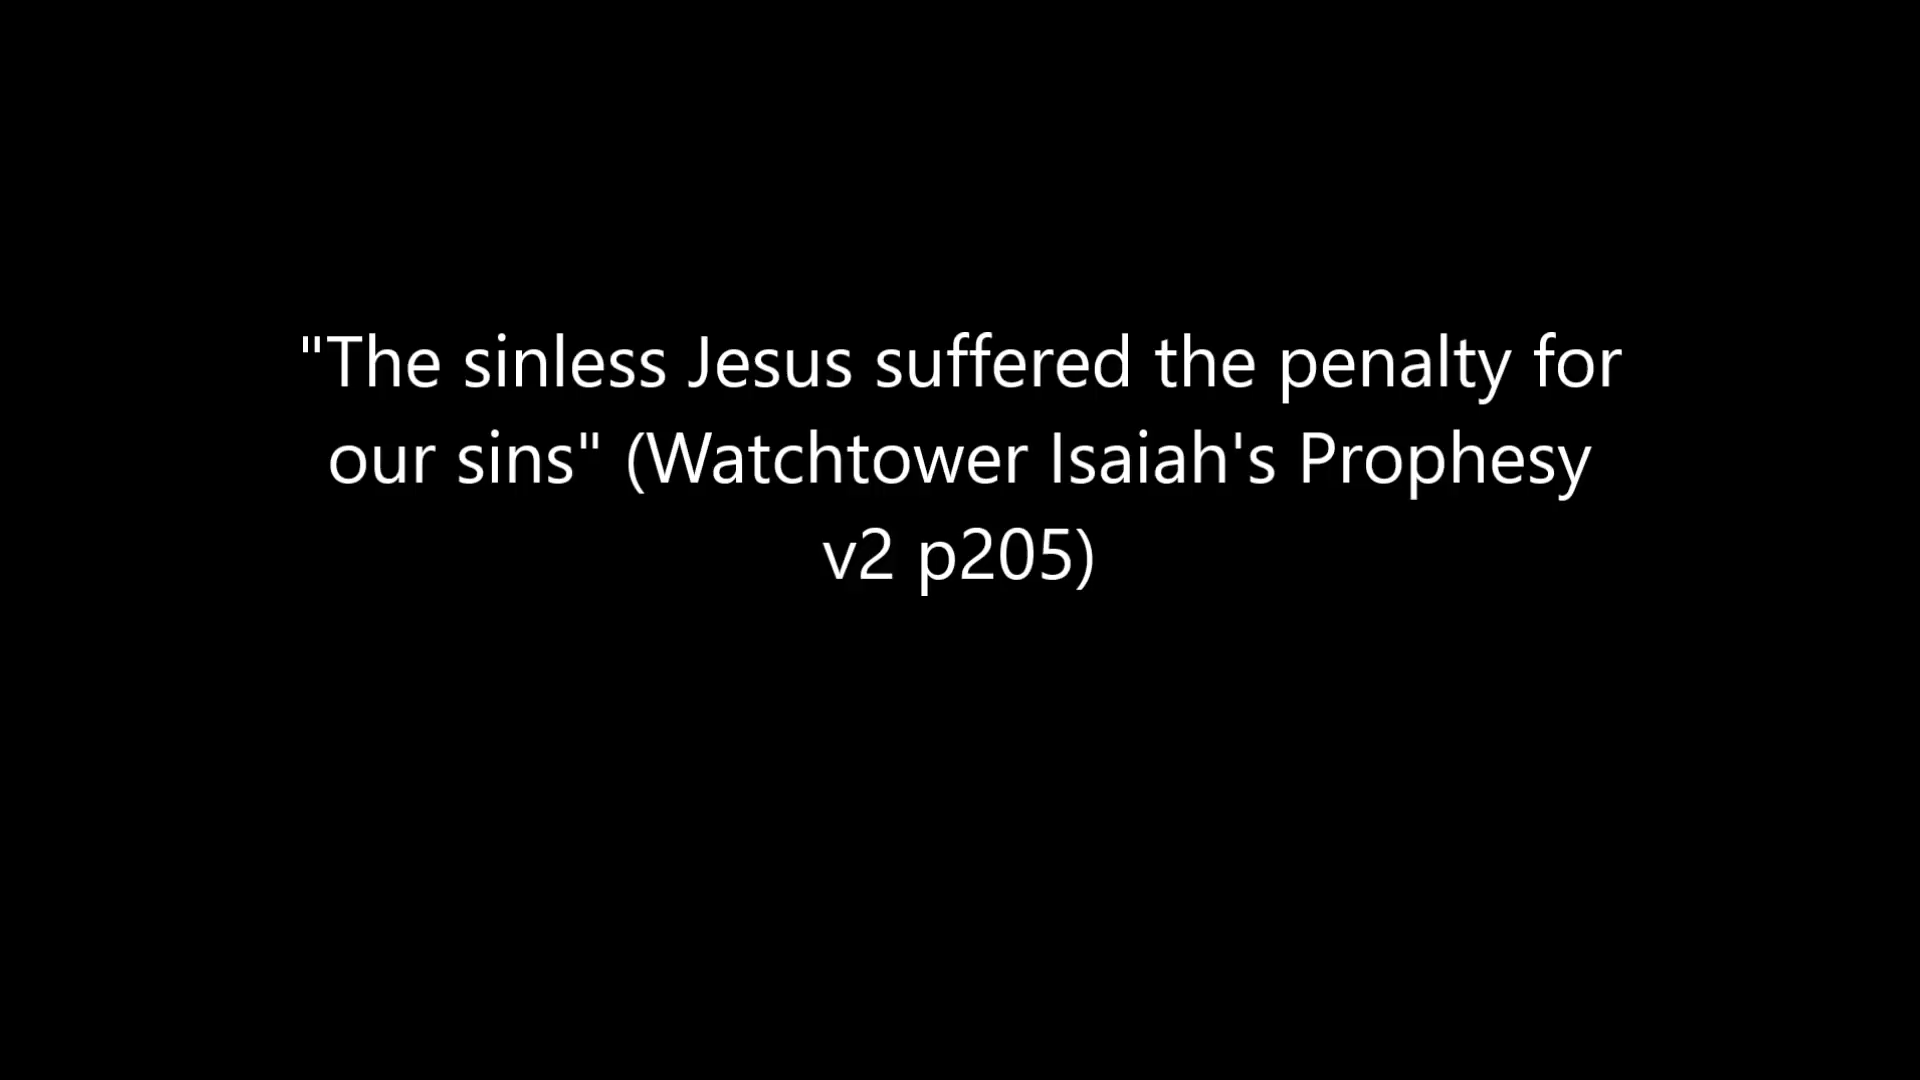 "The sinless Jesus suffered the penalty for
our sins" (Watchtower Isaiah's Prophesy
v2 p205)